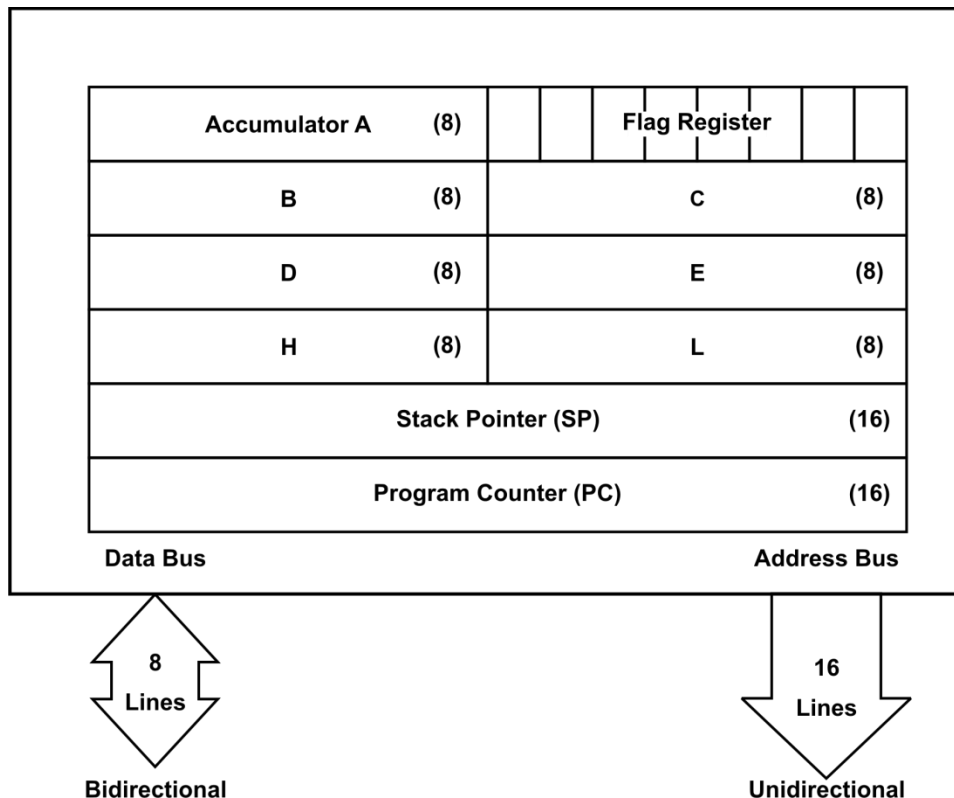 Accumulator A (8) Flag Register
B (8) C (8)
D (8) E (8)
H (8) L (8)
Stack Pointer (SP) (16)
Program Counter (PC) (16)
Data Bus Address Bus
8
Lines
16
Lines
Bidirectional Unidirectional